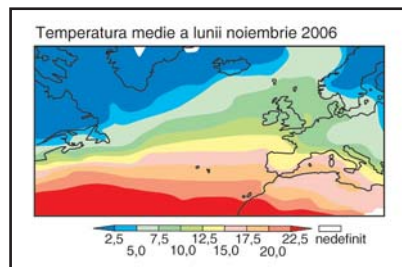 Temperatura medie a lunii noiembrie 2006
2,5 7,5 12,5 17,5 22,5 nedefinit
5,0 10,0 15,0 20,0